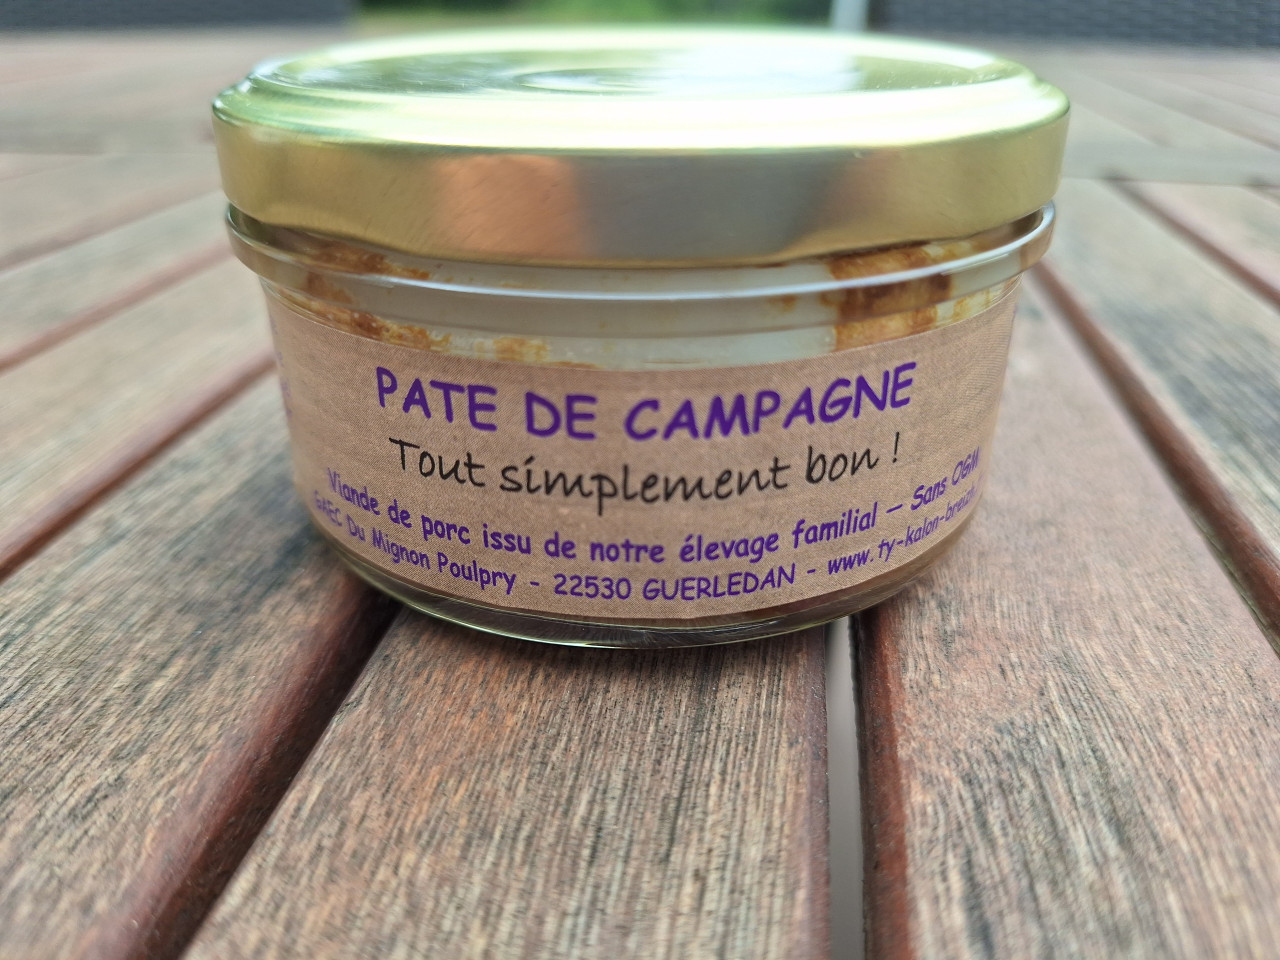 PATE DE CAMPAGNE
Tout simplement bon !
Viande de porc issu de notre élevage familial – Sans OGM
GAEC Du Mignon Poulpry - 22530 GUERLEDAN - www.ty-kalon-breizh